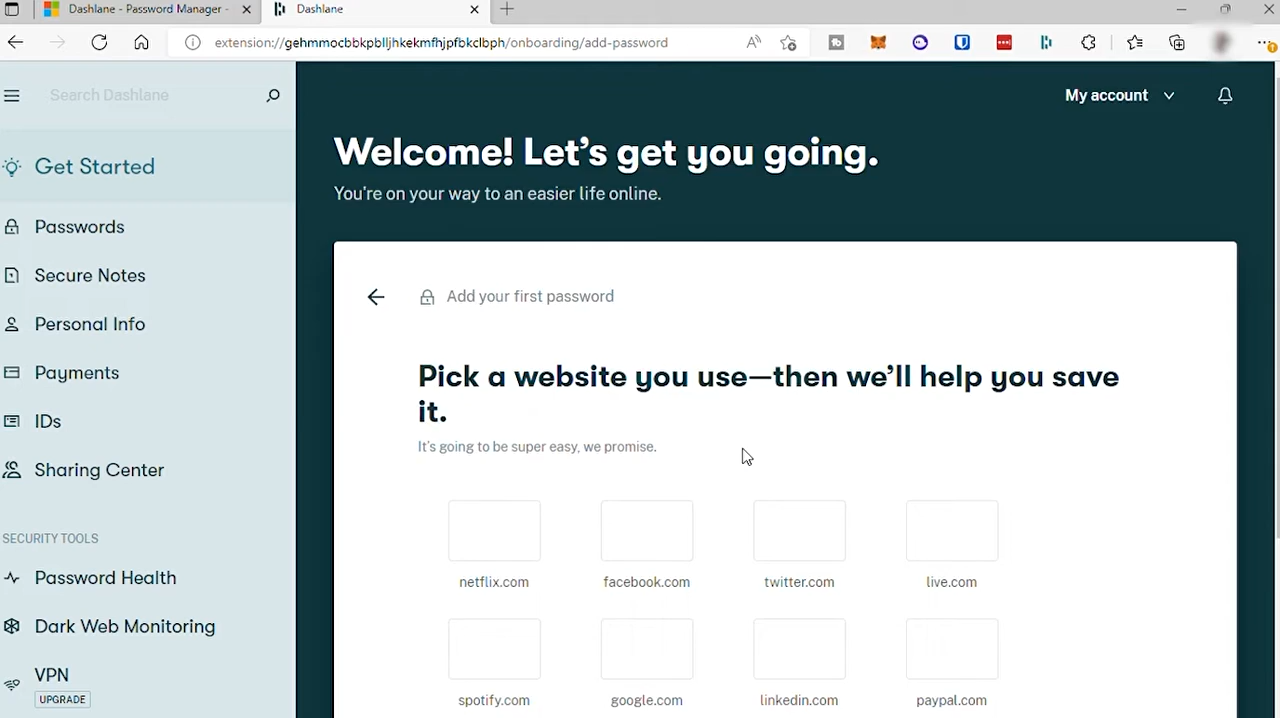 Dashlane - Password Manager -
Dashlane
extension://gehmmocbbkpblljhkekmfhjpfbkclbph/onboarding/add-password
Search Dashlane
My account
Get Started
Passwords
Secure Notes
Personal Info
Payments
IDs
Sharing Center
SECURITY TOOLS
Password Health
Dark Web Monitoring
VPN
UPGRADE
Welcome! Let's get you going.
You're on your way to an easier life online.
Add your first password
Pick a website you use—then we'll help you save
it.
It's going to be super easy, we promise.
netflix.com
facebook.com
twitter.com
live.com
spotify.com
google.com
linkedin.com
paypal.com